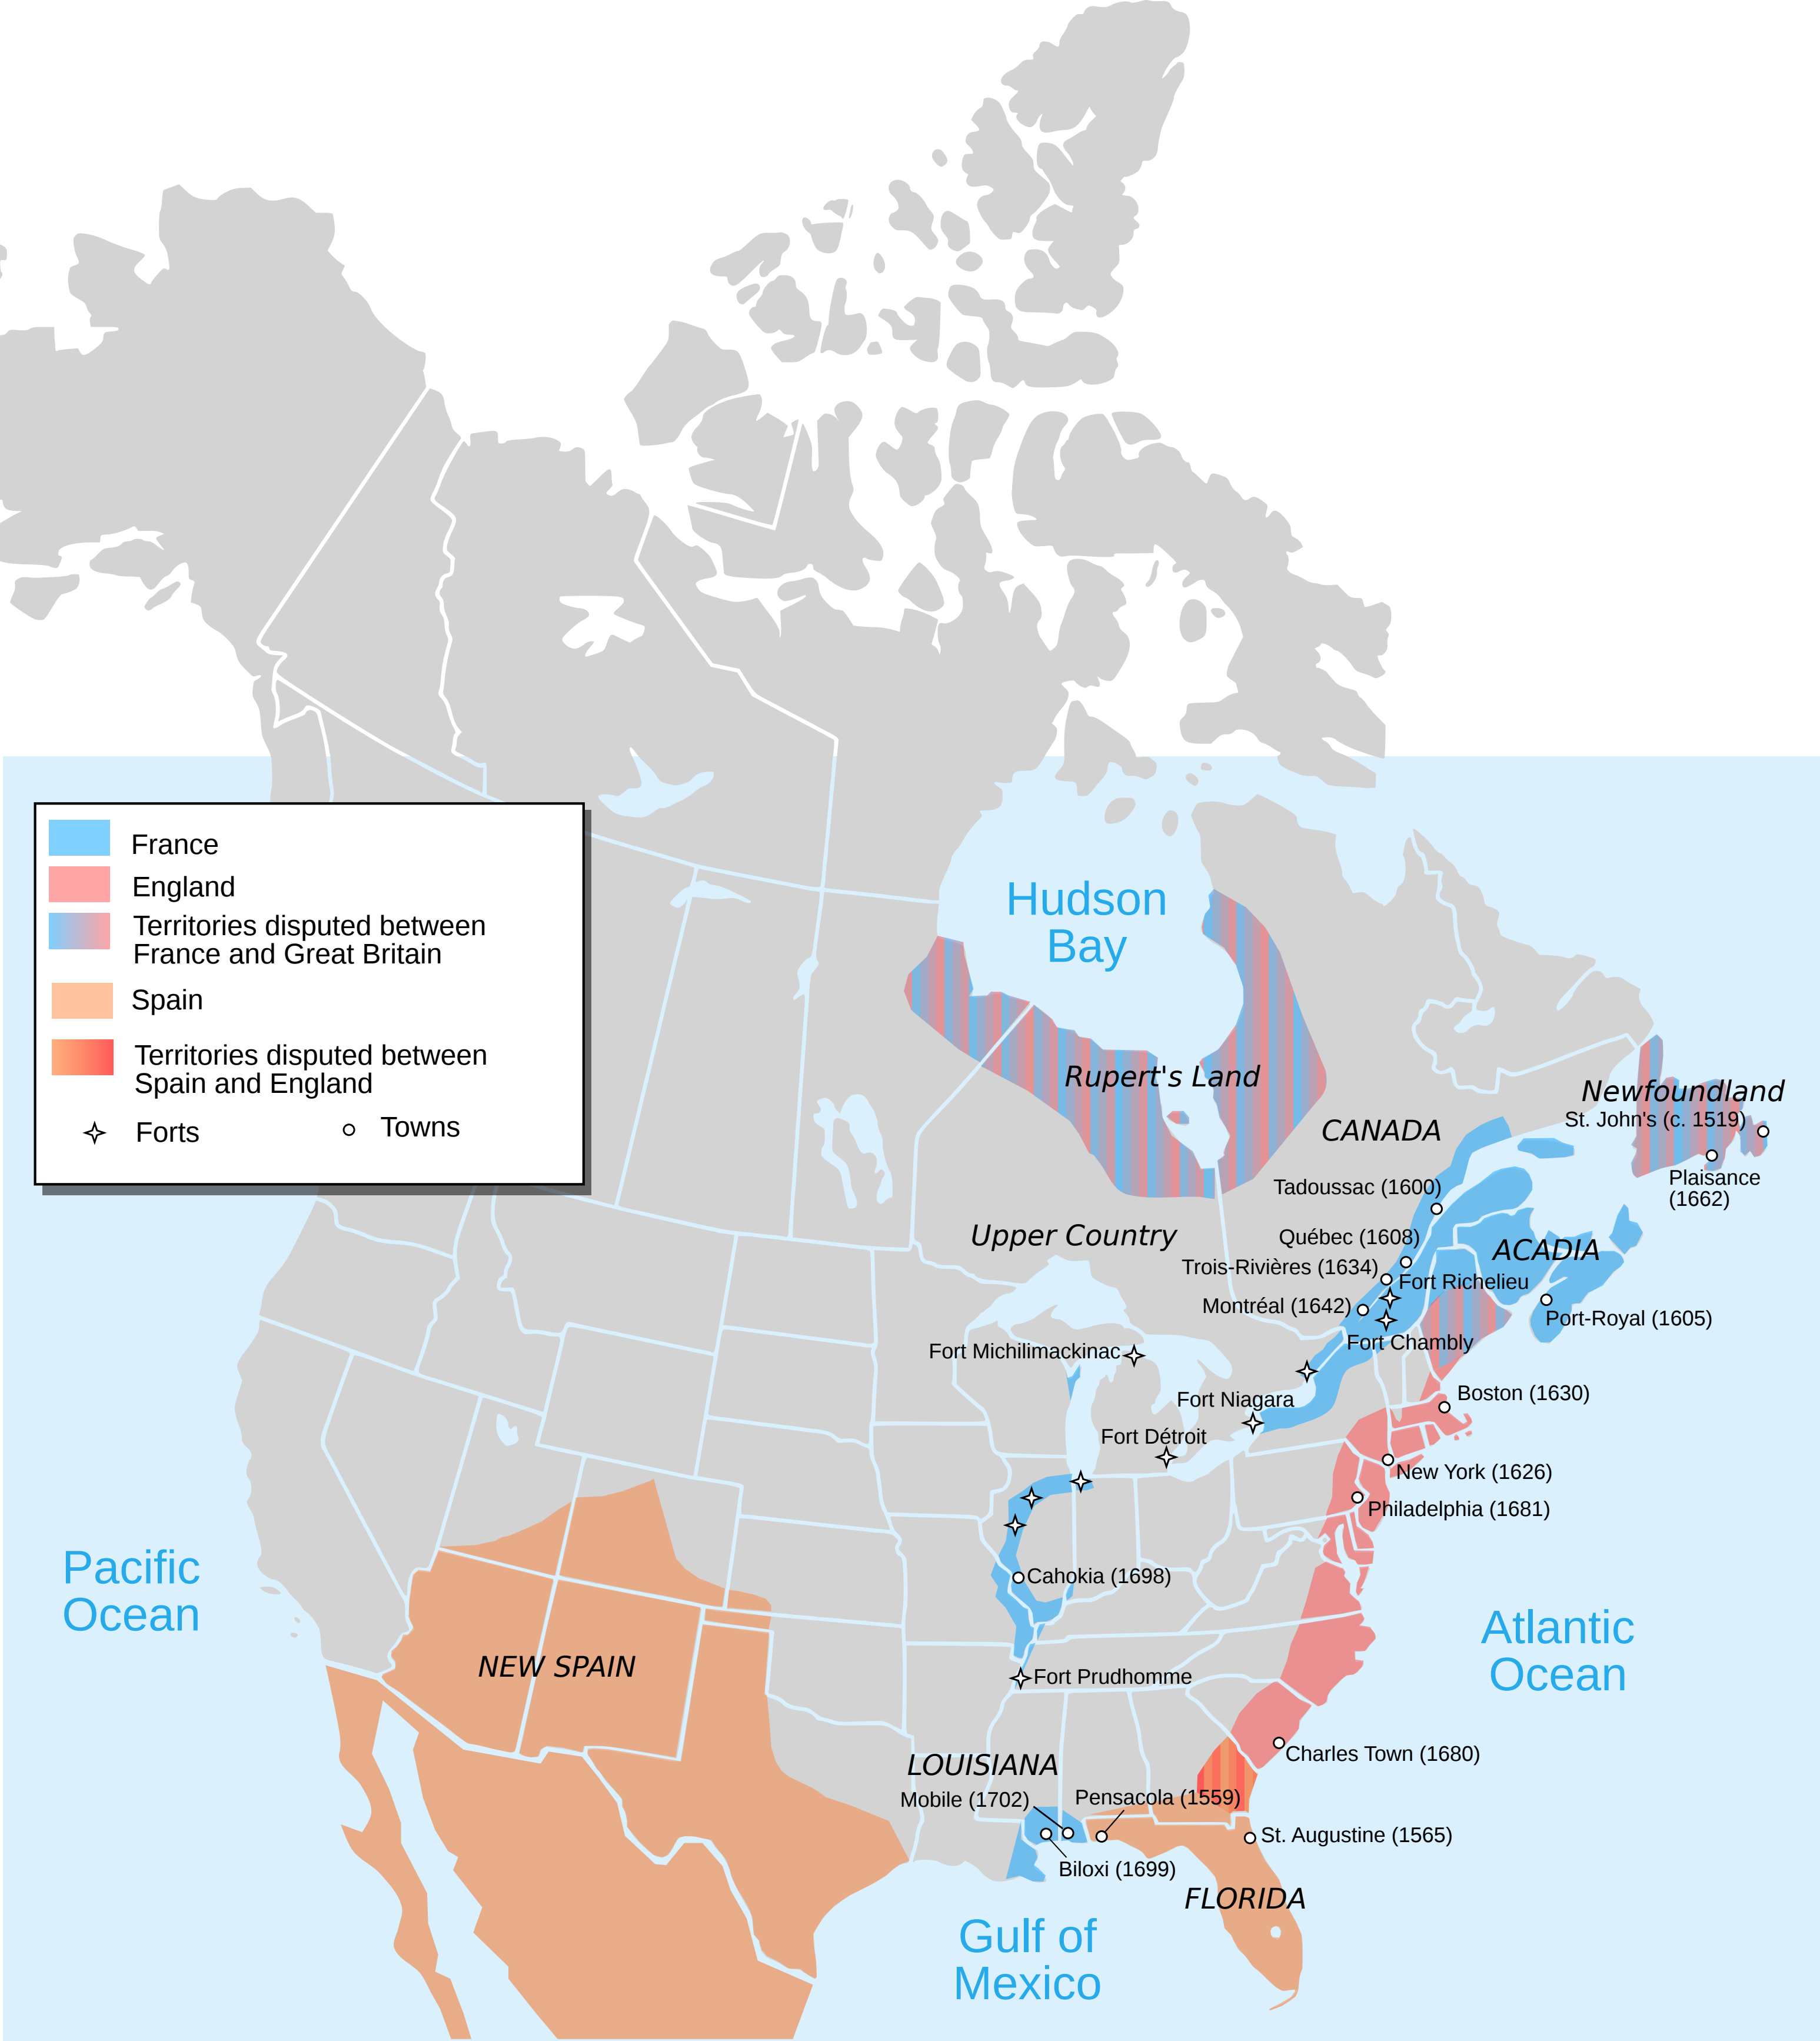 France
England
Territories disputed between
France and Great Britain
Spain
Territories disputed between
Spain and England
Forts
Towns
Hudson
Bay
Rupert's Land
Newfoundland
St. John's (c. 1519)
Plaisance
(1662)
CANADA
Tadoussac (1600)
Upper Country
Québec (1608)
ACADIA
Trois-Rivières (1634)
Fort Richelieu
Montréal (1642)
Port-Royal (1605)
Fort Chambly
Fort Michilimackinac
Fort Niagara
Boston (1630)
Fort Détroit
New York (1626)
Philadelphia (1681)
Pacific
Ocean
Cahokia (1698)
Atlantic
Ocean
NEW SPAIN
Fort Prudhomme
Charles Town (1680)
LOUISIANA
Mobile (1702)
Pensacola (1559)
St. Augustine (1565)
Biloxi (1699)
FLORIDA
Gulf of
Mexico